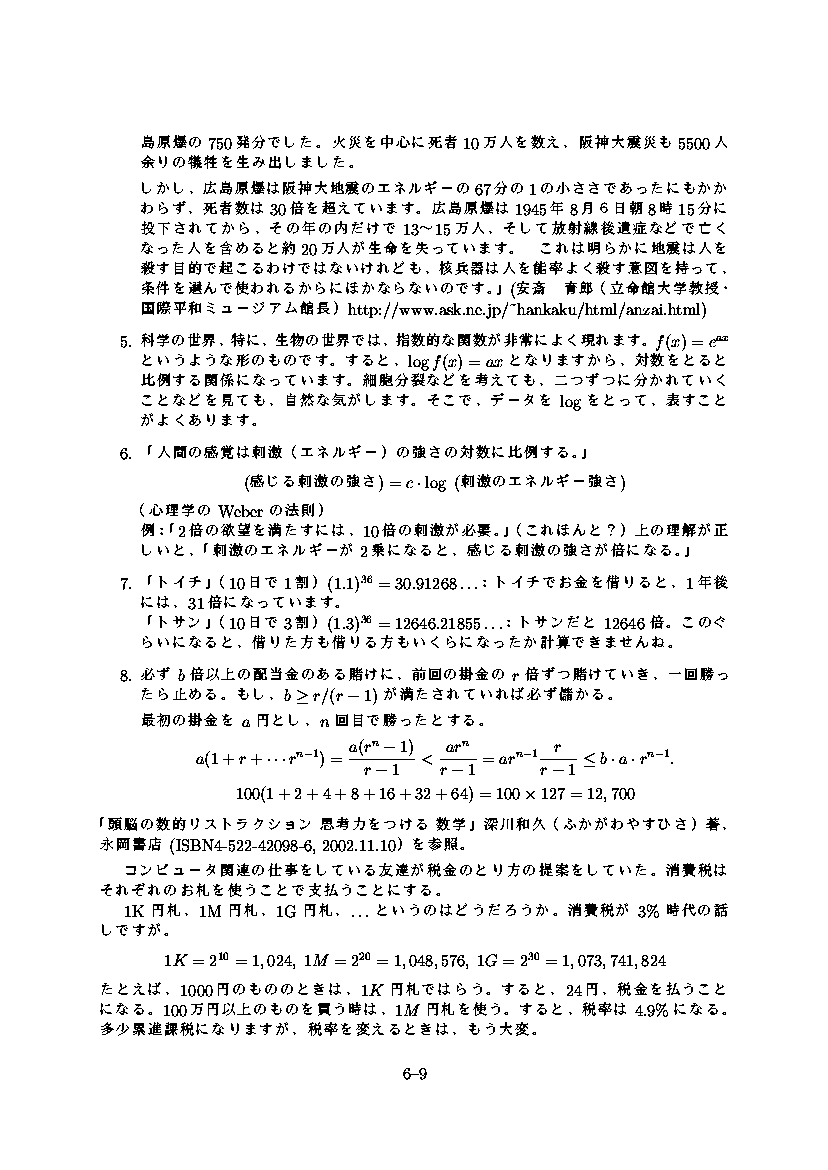 島原爆の 750 発分でした。火災を中心に死者 10 万人を数え、阪神大震災も 5500 人
余りの犠牲を生み出しました。
しかし、広島原爆は阪神大地震のエネルギーの 67 分の 1 の小ささであったにもかか
わらず、死者数は 30 倍を超えています。広島原爆は 1945 年 8 月 6 日朝 8 時 15 分に
投下されてから、その年の内だけで 13〜15 万人、そして放射線後遺症などで亡く
なった人を含めると約 20 万人が生命を失っています。 これは明らかに地震は人を
殺す目的で起こるわけではないけれども、核兵器は人を能率よく殺す意図を持って、
条件を選んで使われるからにほかならないのです。」(安斎 育郎（立命館大学教授・
国際平和ミュージアム館長）http://www.ask.ne.jp/~hankaku/html/anzai.html)
5. 科学の世界、特に、生物の世界では、指数的な関数が非常によく現れます。f(x) = e^{ax}
というような形のものです。すると、log f(x) = ax となりますから、対数をとると
比例する関係になっています。細胞分裂などを考えても、二つずつに分かれていく
ことなどを見ても、自然な気がします。そこで、データを log をとって、表すこと
がよくあります。
6. 「人間の感覚は刺激（エネルギー）の強さの対数に比例する。」
(感じる刺激の強さ) = c · log (刺激のエネルギー強さ)
（心理学の Weber の法則）
例：「2 倍の欲望を満たすには、10 倍の刺激が必要。」（これほんと？）上の理解が正
しいと、「刺激のエネルギーが 2 乗になると、感じる刺激の強さが倍になる。」
7. 「トイチ」（10 日で 1 割）(1.1)^{36} = 30.91268...：トイチでお金を借りると、1 年後
には、31 倍になっています。
「トサン」（10 日で 3 割）(1.3)^{36} = 12646.21855...：トサンだと 12646 倍。このぐ
らいになると、借りた方も借りる方もいくらになったか計算できませんね。
8. 必ず b 倍以上の配当金のある賭けに、前回の掛金の r 倍ずつ賭けていき、一回勝っ
たら止める。もし、b ≥ r/(r − 1) が満たされていれば必ず儲かる。
最初の掛金を a 円とし、n 回目で勝ったとする。
a(1 + r + ··· r^{n−1}) = a(r^n − 1)/(r − 1) < ar^n/(r − 1) = ar^{n−1} r/(r − 1) ≤ b · a · r^{n−1}.
100(1 + 2 + 4 + 8 + 16 + 32 + 64) = 100 × 127 = 12, 700
「頭脳の数的リストラクション 思考力をつける 数学」深川和久（ふかがわやすひさ）著、
永岡書店 (ISBN4-522-42098-6, 2002.11.10）を参照。
コンピュータ関連の仕事をしている友達が税金のとり方の提案をしていた。消費税は
それぞれのお札を使うことで支払うことにする。
1K 円札、1M 円札、1G 円札、... というのはどうだろうか。消費税が 3% 時代の話
しですが。
1K = 2^{10} = 1, 024, 1M = 2^{20} = 1, 048, 576, 1G = 2^{30} = 1, 073, 741, 824
たとえば、1000 円のもののときは、1K 円札ではらう。すると、24 円、税金を払うこと
になる。100 万円以上のものを買う時は、1M 円札を使う。すると、税率は 4.9% になる。
多少累進課税になりますが、税率を変えるときは、もう大変。
6–9